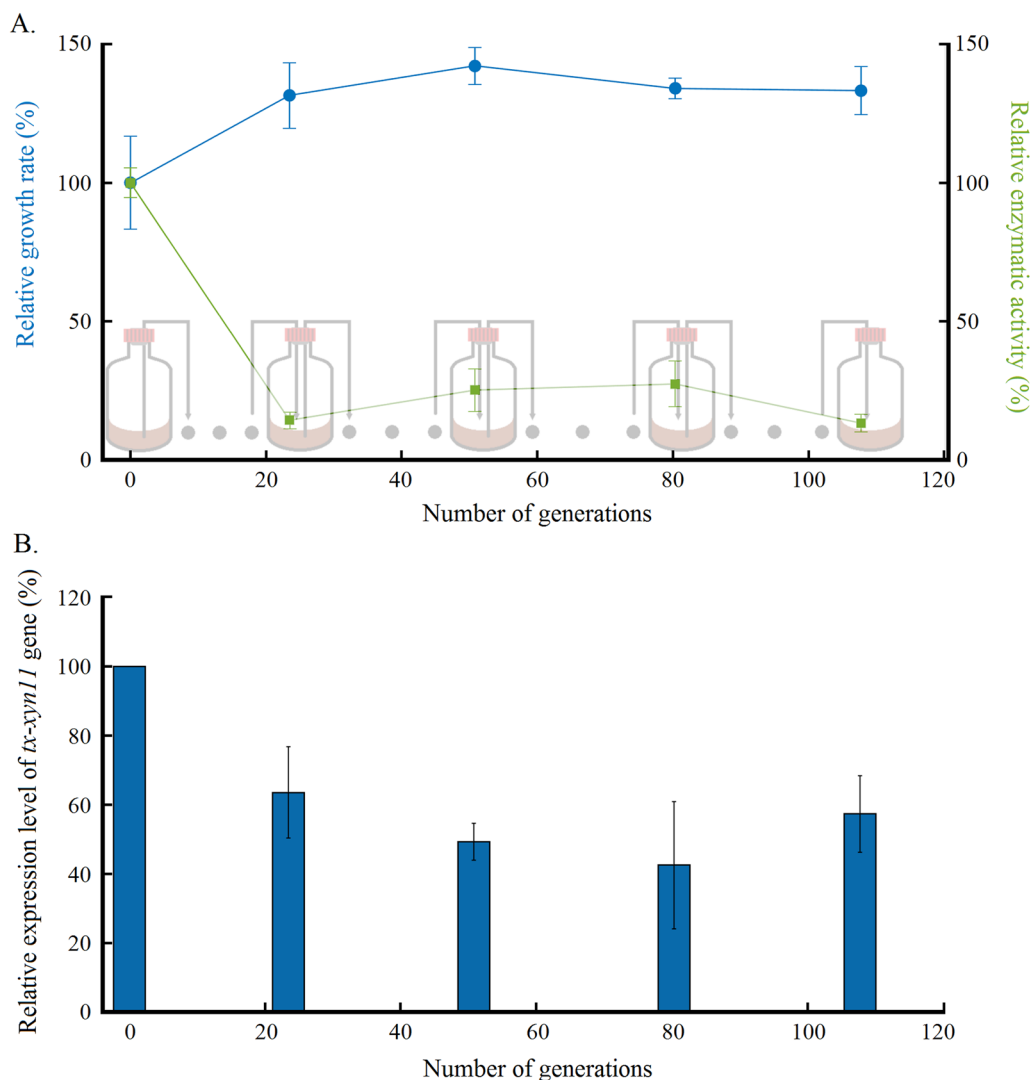 A.
150
100
50
0
Relative growth rate (%)
150
100
50
0
Relative enzymatic activity (%)
0 20 40 60 80 100 120
Number of generations
B.
120
100
80
60
40
20
0
Relative expression level of tx-xyn11 gene (%)
0 20 40 60 80 100 120
Number of generations